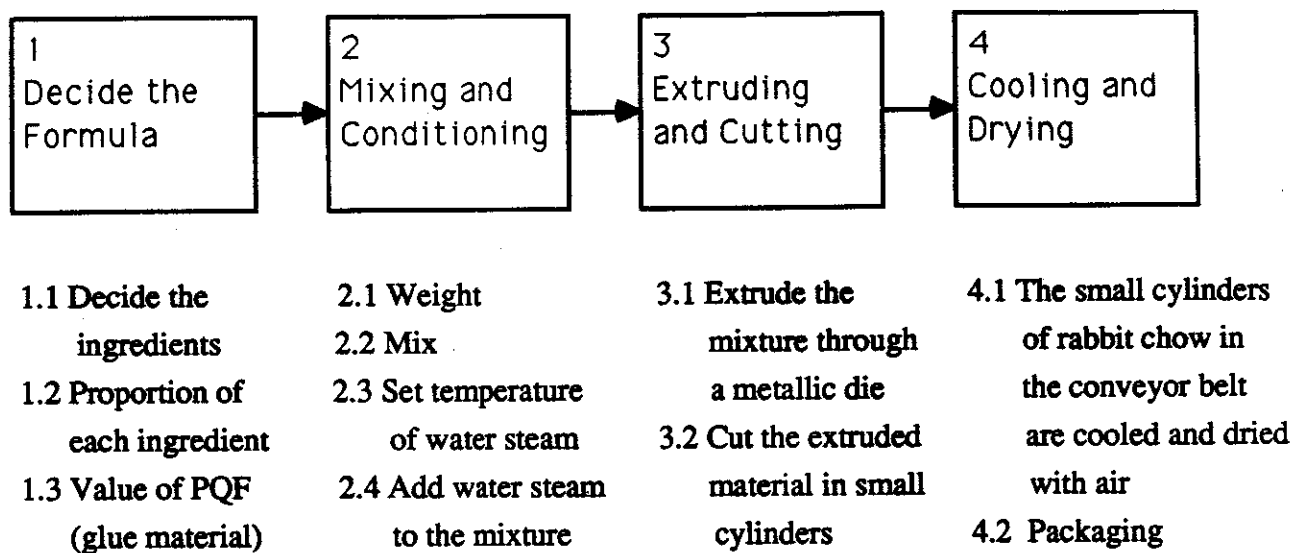 1
Decide the
Formula
2
Mixing and
Conditioning
3
Extruding
and Cutting
4
Cooling and
Drying
1.1 Decide the
ingredients
1.2 Proportion of
each ingredient
1.3 Value of PQF
(glue material)
2.1 Weight
2.2 Mix
2.3 Set temperature
of water steam
2.4 Add water steam
to the mixture
3.1 Extrude the
mixture through
a metallic die
3.2 Cut the extruded
material in small
cylinders
4.1 The small cylinders
of rabbit chow in
the conveyor belt
are cooled and dried
with air
4.2 Packaging